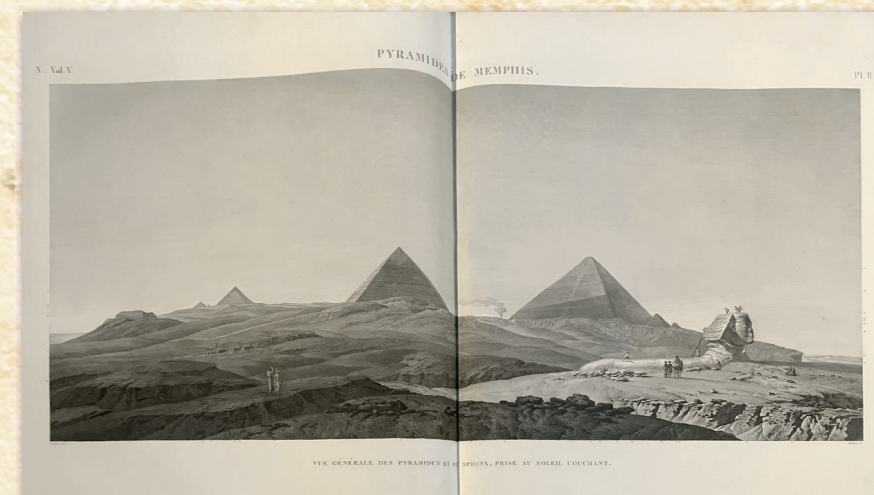 PYRAMIDES DE MEMPHIS.
A. Vol. V.
Pl. 8
VUE GÉNÉRALE DES PYRAMIDES ET DU SPHINX, PRISE AU SOLEIL COUCHANT.